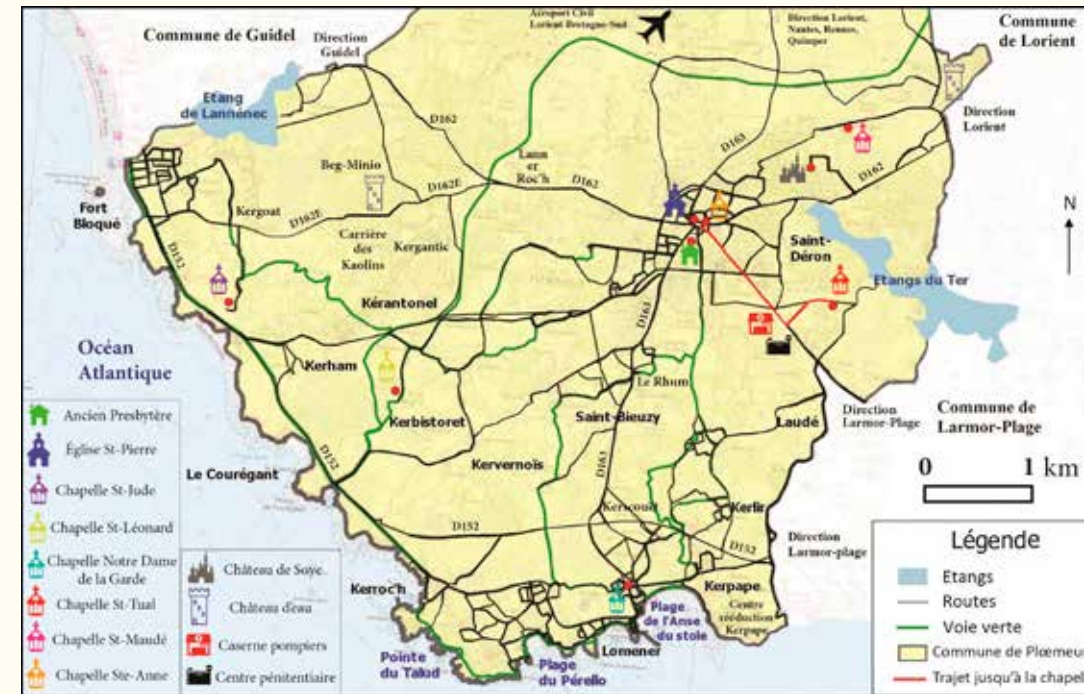 Aéroport Civil
Lorient Bretagne-Sud
Direction Lorient,
Nantes, Rennes,
Quimper
Commune
de Lorient
Commune de Guidel
Direction
Guidel
Etang
de Lannénec
Direction
Lorient
D162
D163
Beg-Minio
Lann
er
Roc'h
D162E
D162
D162
N
Fort
Bloqué
Kergoat
D162E
Carrière
des
Kaolins
Kergantic
Saint-
Déron
Etangs du Ter
D152
Kérantonel
D163
Océan
Atlantique
Kerham
Le Rhum
Kerbistoret
Saint-Bieuzy
Laudé
Direction
Larmor-Plage
Commune de
Larmor-Plage
D152
Kervernoïs
D163
0 1 km
Le Courégant
Kerscouët
Kerlir
D152
D152
Direction
Larmor-plage
Kerroc'h
Kerpape
Centre
rééduction
Kerpape
Plage
de l'Anse
du stole
Lomener
Pointe
du Talud
Plage
du Pérello
Ancien Presbytère
Église St-Pierre
Chapelle St-Jude
Chapelle St-Léonard
Chapelle Notre Dame
de la Garde
Chapelle St-Tual
Chapelle St-Maudé
Chapelle Ste-Anne
Château de Soye
Château d'eau
Caserne pompiers
Centre pénitentiaire
Légende
Etangs
Routes
Voie verte
Commune de Plœmeur
Trajet jusqu'à la chapel